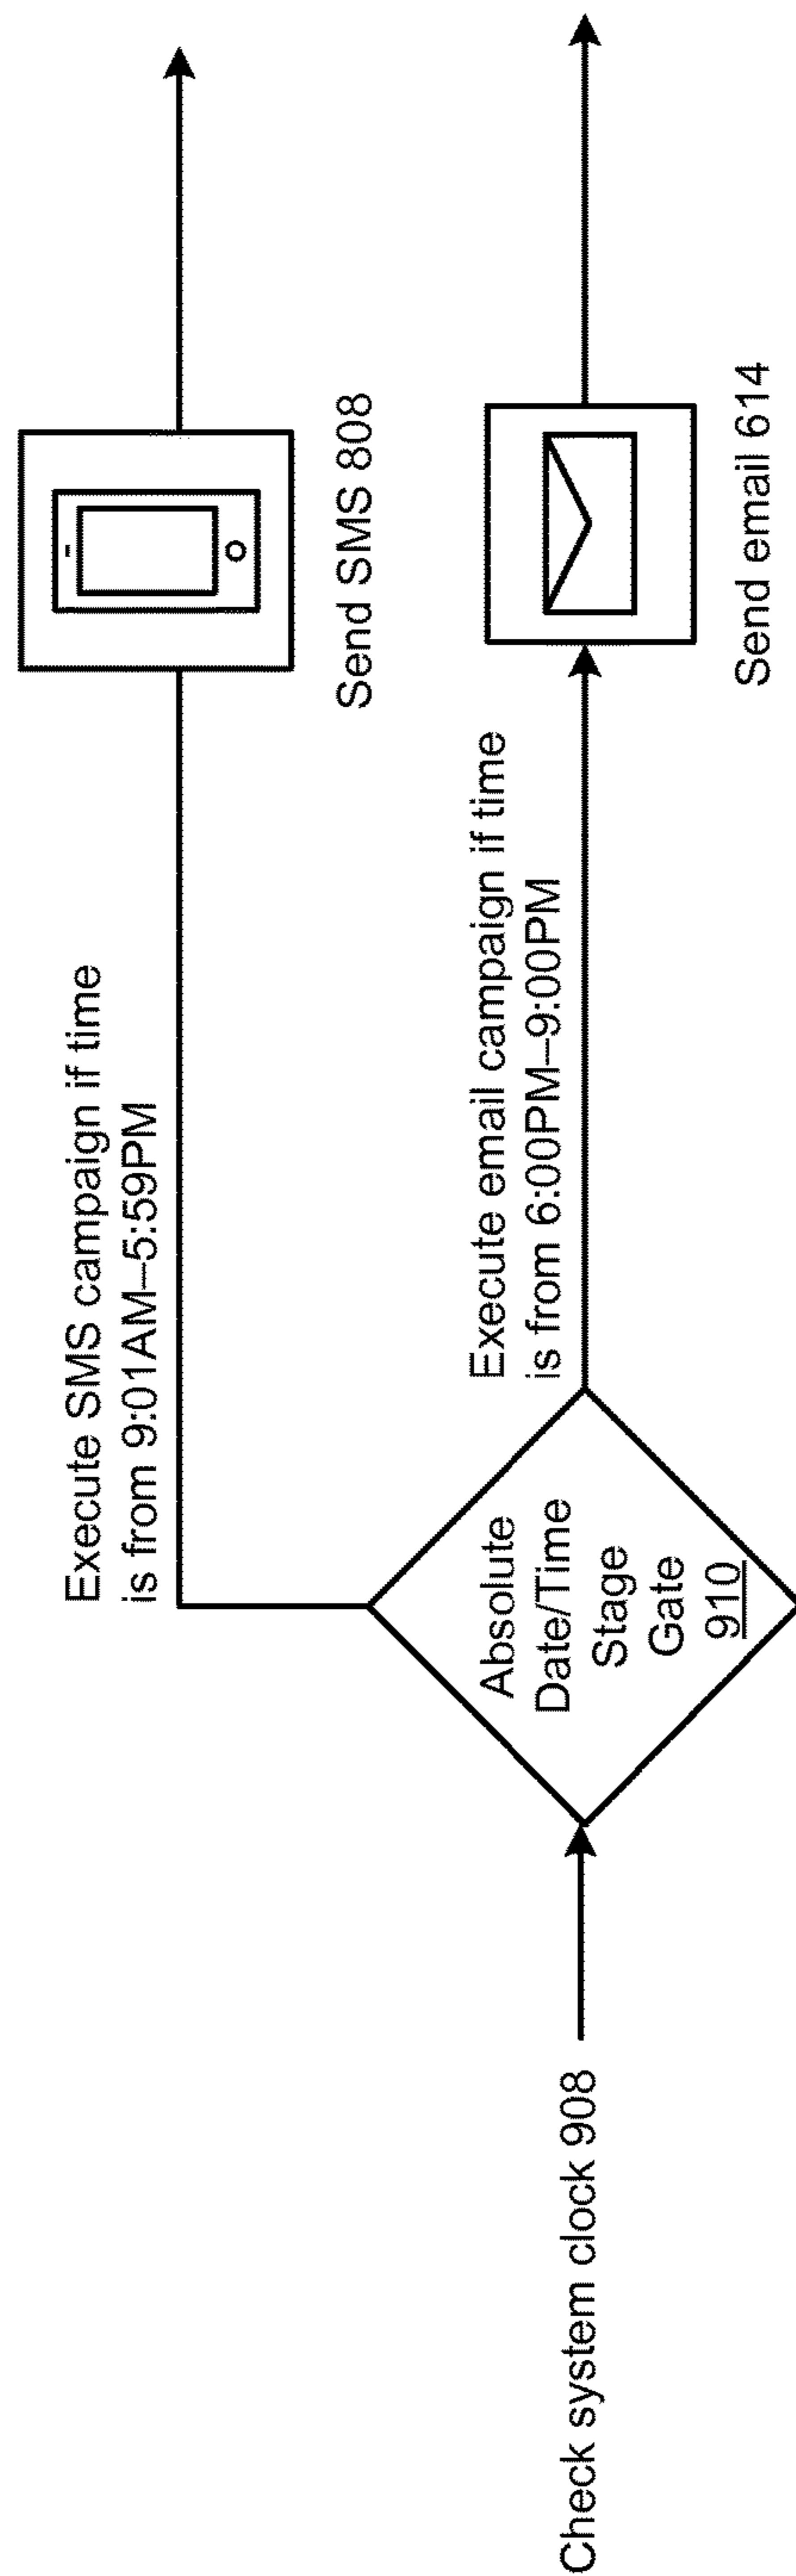 Check system clock 908
Absolute
Date/Time
Stage
Gate
910
Execute SMS campaign if time
is from 9:01AM–5:59PM
Send SMS 808
Execute email campaign if time
is from 6:00PM–9:00PM
Send email 614